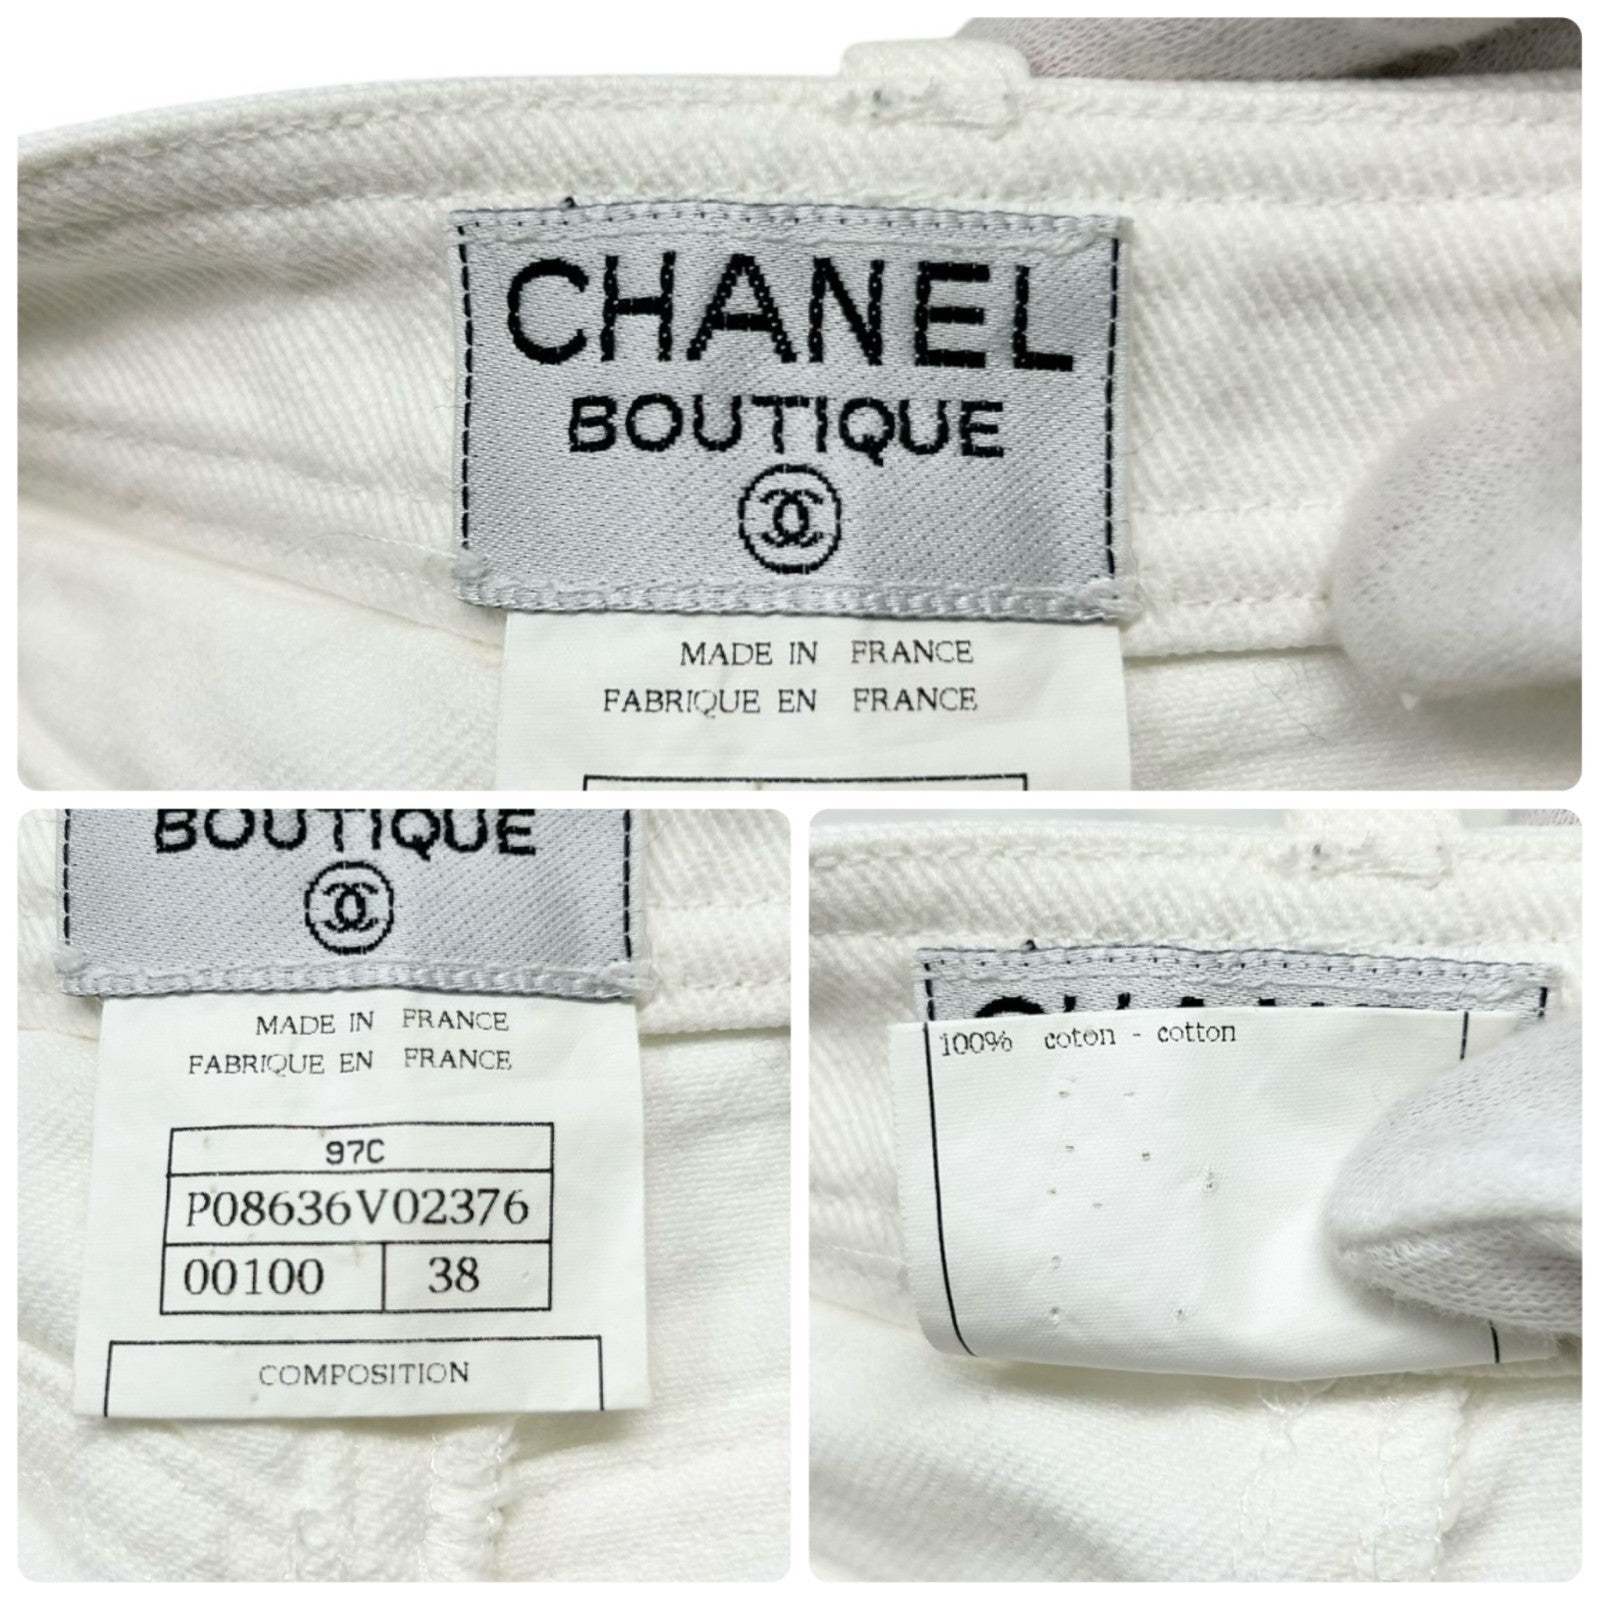 CHANEL
BOUTIQUE
MADE IN FRANCE
FABRIQUE EN FRANCE
BOUTIQUE
MADE IN FRANCE
FABRIQUE EN FRANCE
97C
P08636V02376
00100 38
COMPOSITION
100% coton - cotton